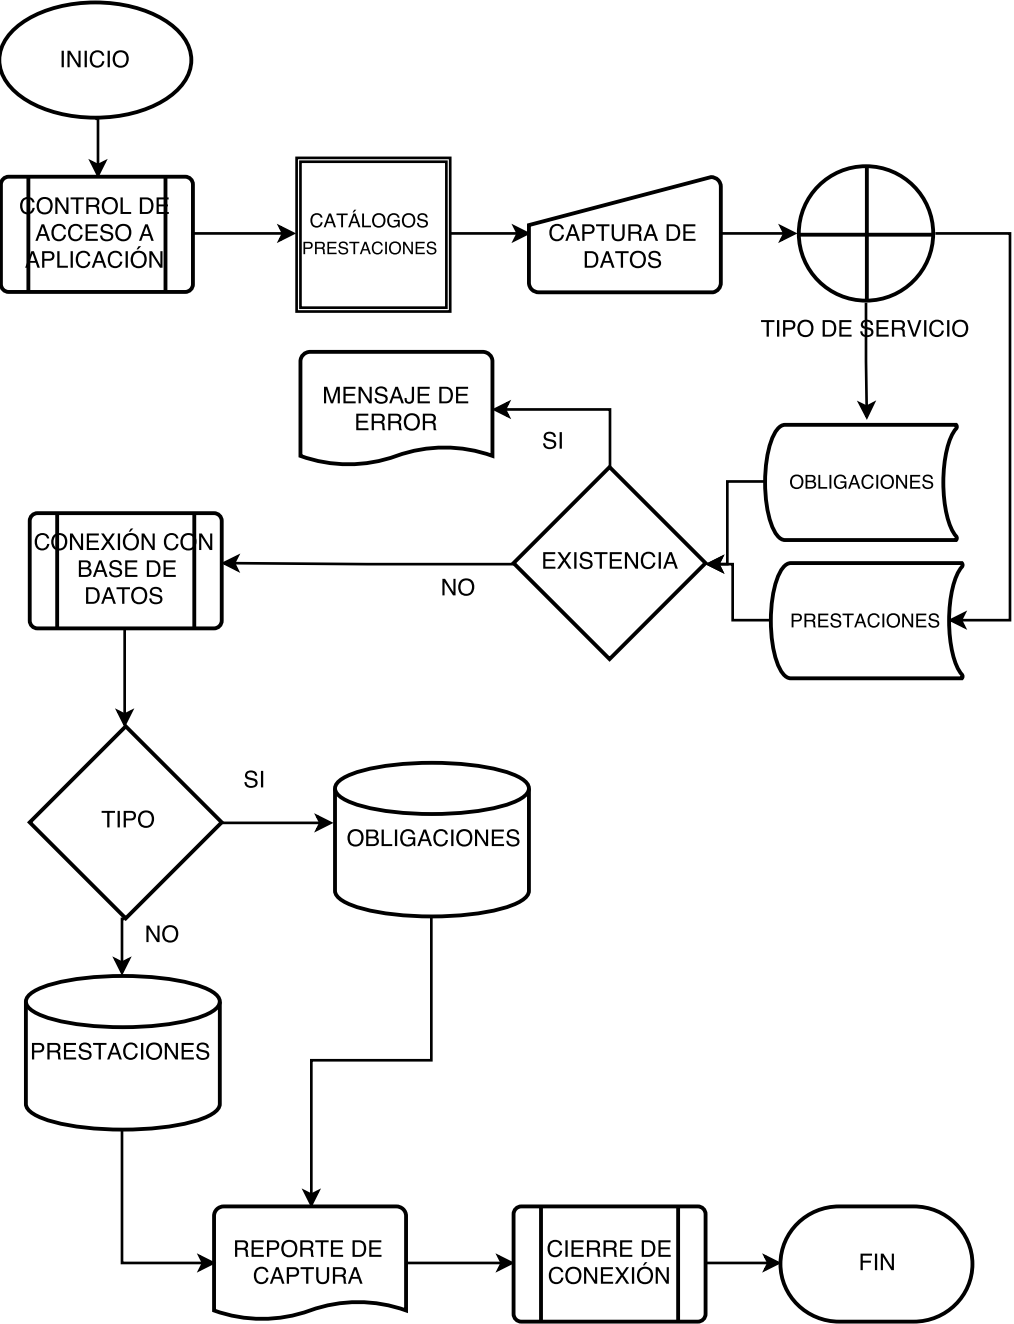 INICIO
CONTROL DE
ACCESO A
APLICACIÓN
CATÁLOGOS
PRESTACIONES
CAPTURA DE
DATOS
TIPO DE SERVICIO
MENSAJE DE
ERROR
SI
OBLIGACIONES
EXISTENCIA
NO
PRESTACIONES
CONEXIÓN CON
BASE DE
DATOS
TIPO
SI
OBLIGACIONES
NO
PRESTACIONES
REPORTE DE
CAPTURA
CIERRE DE
CONEXIÓN
FIN